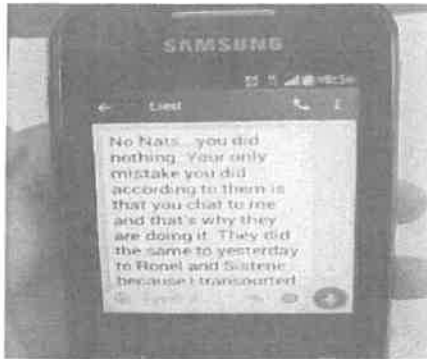 SAMSUNG
No Nats...you did
nothing. Your only
mistake you did
according to them is
that you chat to me
and that's why they
are doing it. They did
the same to yesterday
to Ronel and Sistene
because I transported